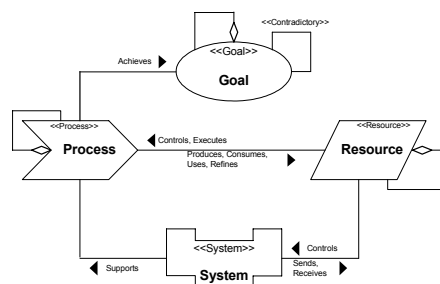 <<Contradictory>>
<<Goal>>
Goal
Achieves
<<Process>>
Process
Controls, Executes
Produces, Consumes,
Uses, Refines
<<Resource>>
Resource
<<System>>
System
Supports
Controls
Sends,
Receives